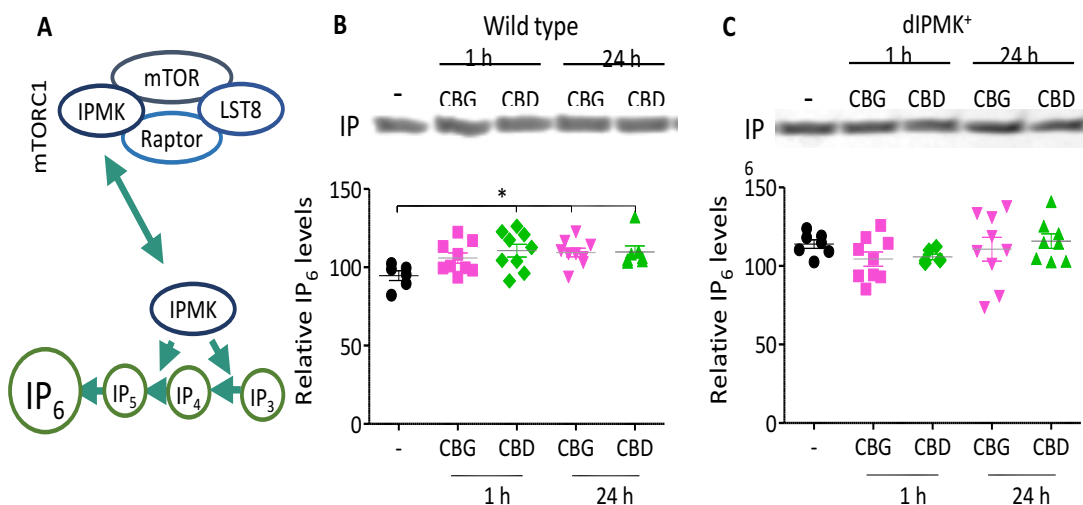 A
mTORC1
mTOR
IPMK
LST8
Raptor
IPMK
IP6
IP5
IP4
IP3
B
Wild type
1 h
24 h
-
CBG
CBD
CBG
CBD
IP
Relative IP6 levels
150
100
50
0
*
-
CBG
CBD
CBG
CBD
1 h
24 h
C
dIPMK+
1 h
24 h
-
CBG
CBD
CBG
CBD
IP
6
Relative IP6 levels
150
100
50
0
-
CBG
CBD
CBG
CBD
1 h
24 h